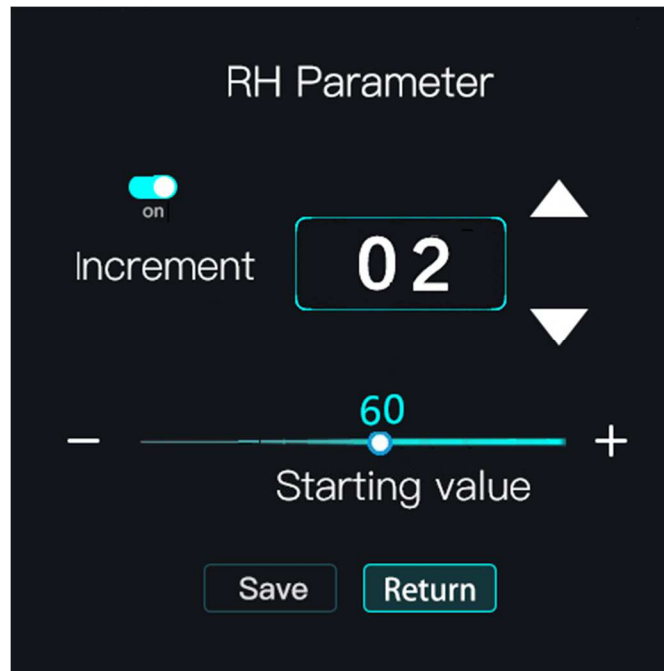 RH Parameter
on
Increment
02
60
− +
Starting value
Save Return